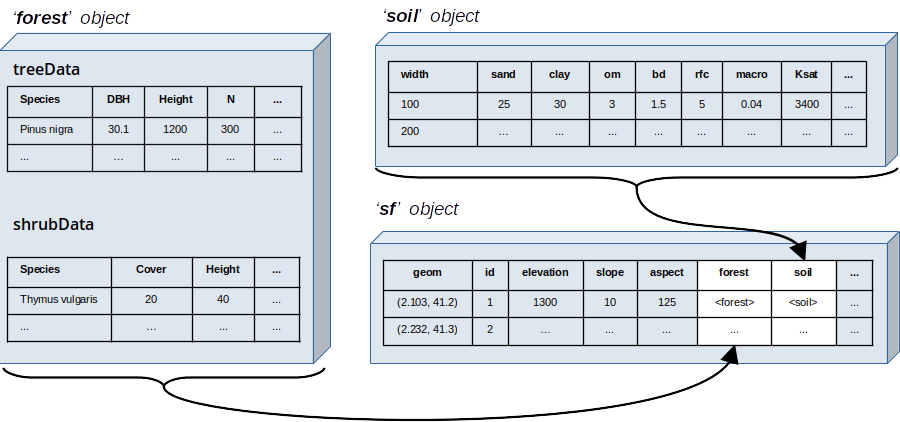 ‘forest’ object
treeData
Species DBH Height N ...
Pinus nigra 30.1 1200 300 ...
... ... ... ... ...
shrubData
Species Cover Height ...
Thymus vulgaris 20 40 ...
... ... ... ...
‘soil’ object
width sand clay om bd rfc macro Ksat ...
100 25 30 3 1.5 5 0.04 3400 ...
200 ... ... ... ... ... ... ... ...
‘sf’ object
geom id elevation slope aspect forest soil ...
(2.103, 41.2) 1 1300 10 125 <forest> <soil> ...
(2.232, 41.3) 2 ... ... ... ... ... ...